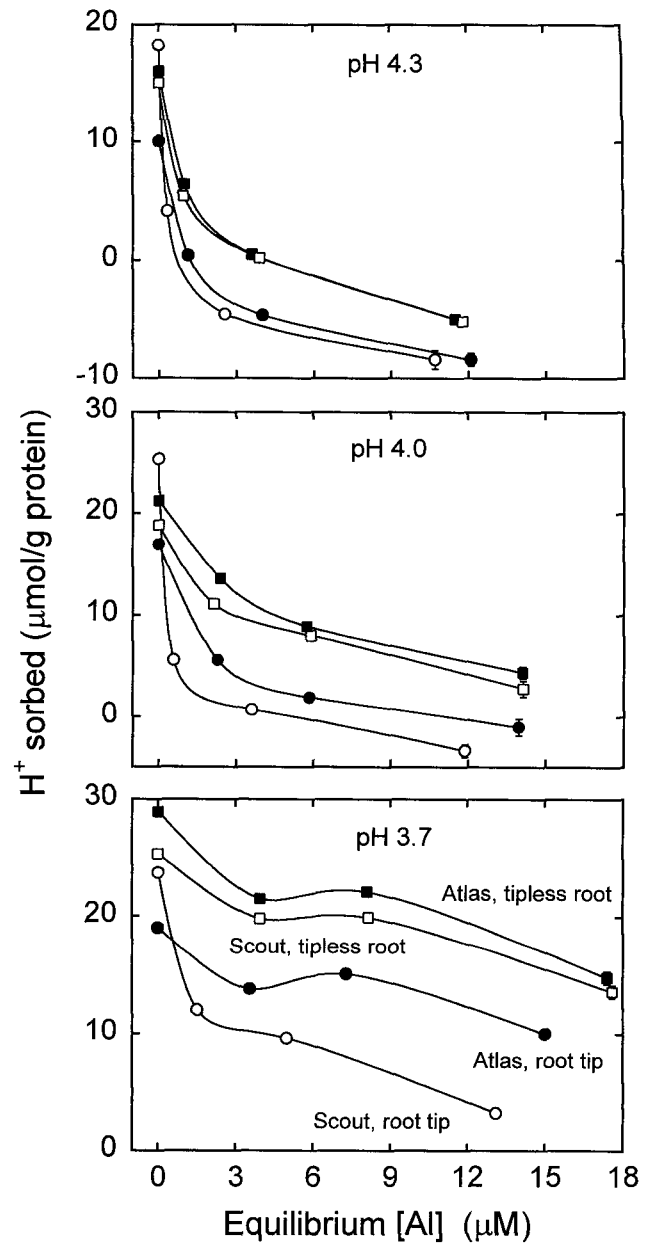 20
pH 4.3
10
0
-10
30
pH 4.0
20
10
0
30
pH 3.7
Atlas, tipless root
20
Scout, tipless root
10
Atlas, root tip
Scout, root tip
0
0 3 6 9 12 15 18
Equilibrium [Al] (μM)
H⁺ sorbed (μmol/g protein)